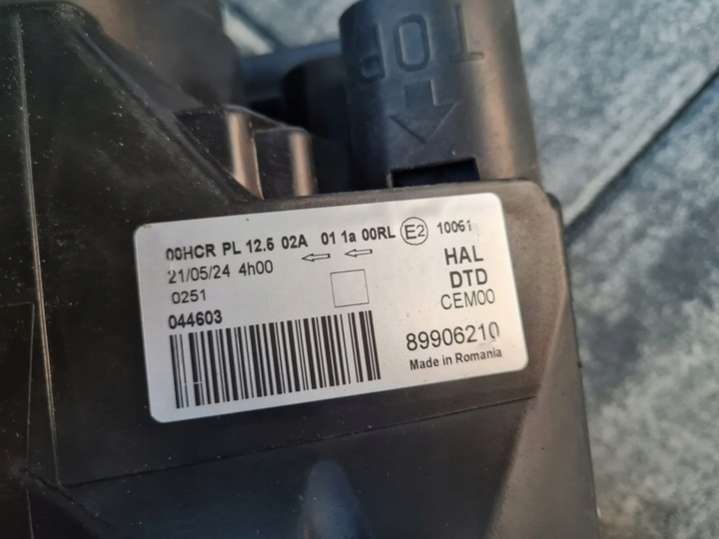 TOP
00HCR PL 12.5 02A 01 1a 00RL E2 10061
21/05/24 4h00
0251
044603
HAL
DTD
CEM00
89906210
Made in Romania